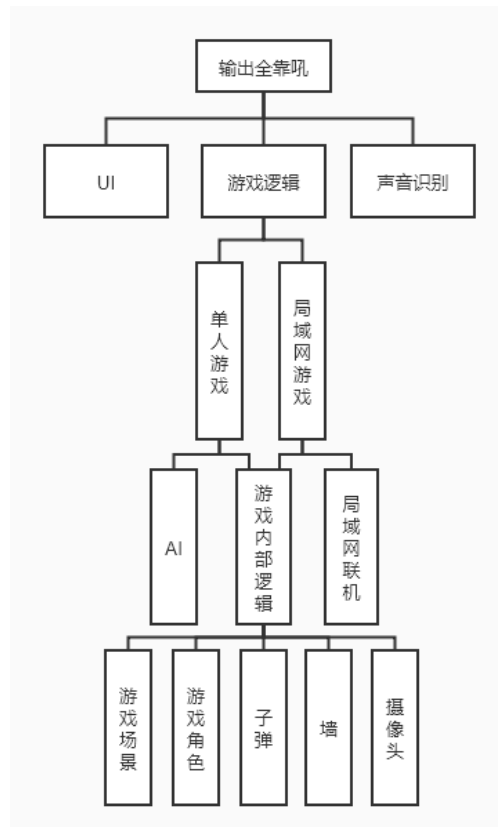 输出全靠吼
UI
游戏逻辑
声音识别
单人游戏
局域网游戏
AI
游戏内部逻辑
局域网联机
游戏场景
游戏角色
子弹
墙
摄像头